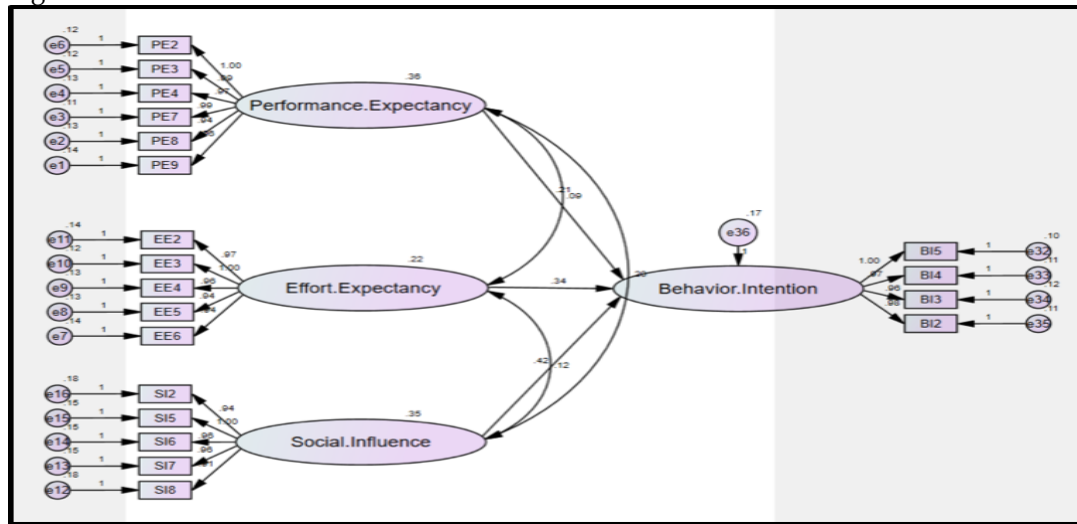 .12
e6 1 PE2
.12
e5 1 PE3
.13
e4 1 PE4
.11
e3 1 PE7
.13
e2 1 PE8
.14
e1 1 PE9
1.00
.99
.97
.99
.94
.36
Performance.Expectancy
.14
e11 1 EE2
.12
e10 1 EE3
.13
e9 1 EE4
.13
e8 1 EE5
.14
e7 1 EE6
.97
1.00
.96
.94
.22
Effort.Expectancy
.18
e16 1 SI2
.15
e15 1 SI5
.15
e14 1 SI6
.15
e13 1 SI7
.18
e12 1 SI8
.94
1.00
.96
.35
Social.Influence
.21
.09
.34
.42
.12
.17
e36
1
Behavior.Intention
1.00
.97
.96
.10
BI5 1 e32
.11
BI4 1 e33
.12
BI3 1 e34
.11
BI2 1 e35